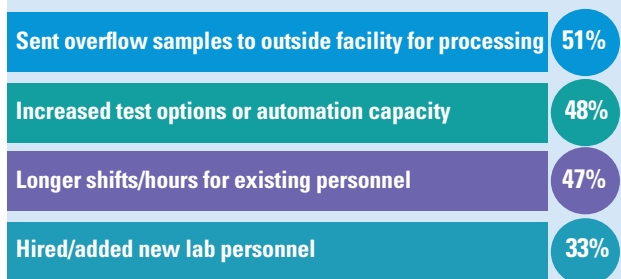 Sent overflow samples to outside facility for processing 51%
Increased test options or automation capacity 48%
Longer shifts/hours for existing personnel 47%
Hired/added new lab personnel 33%